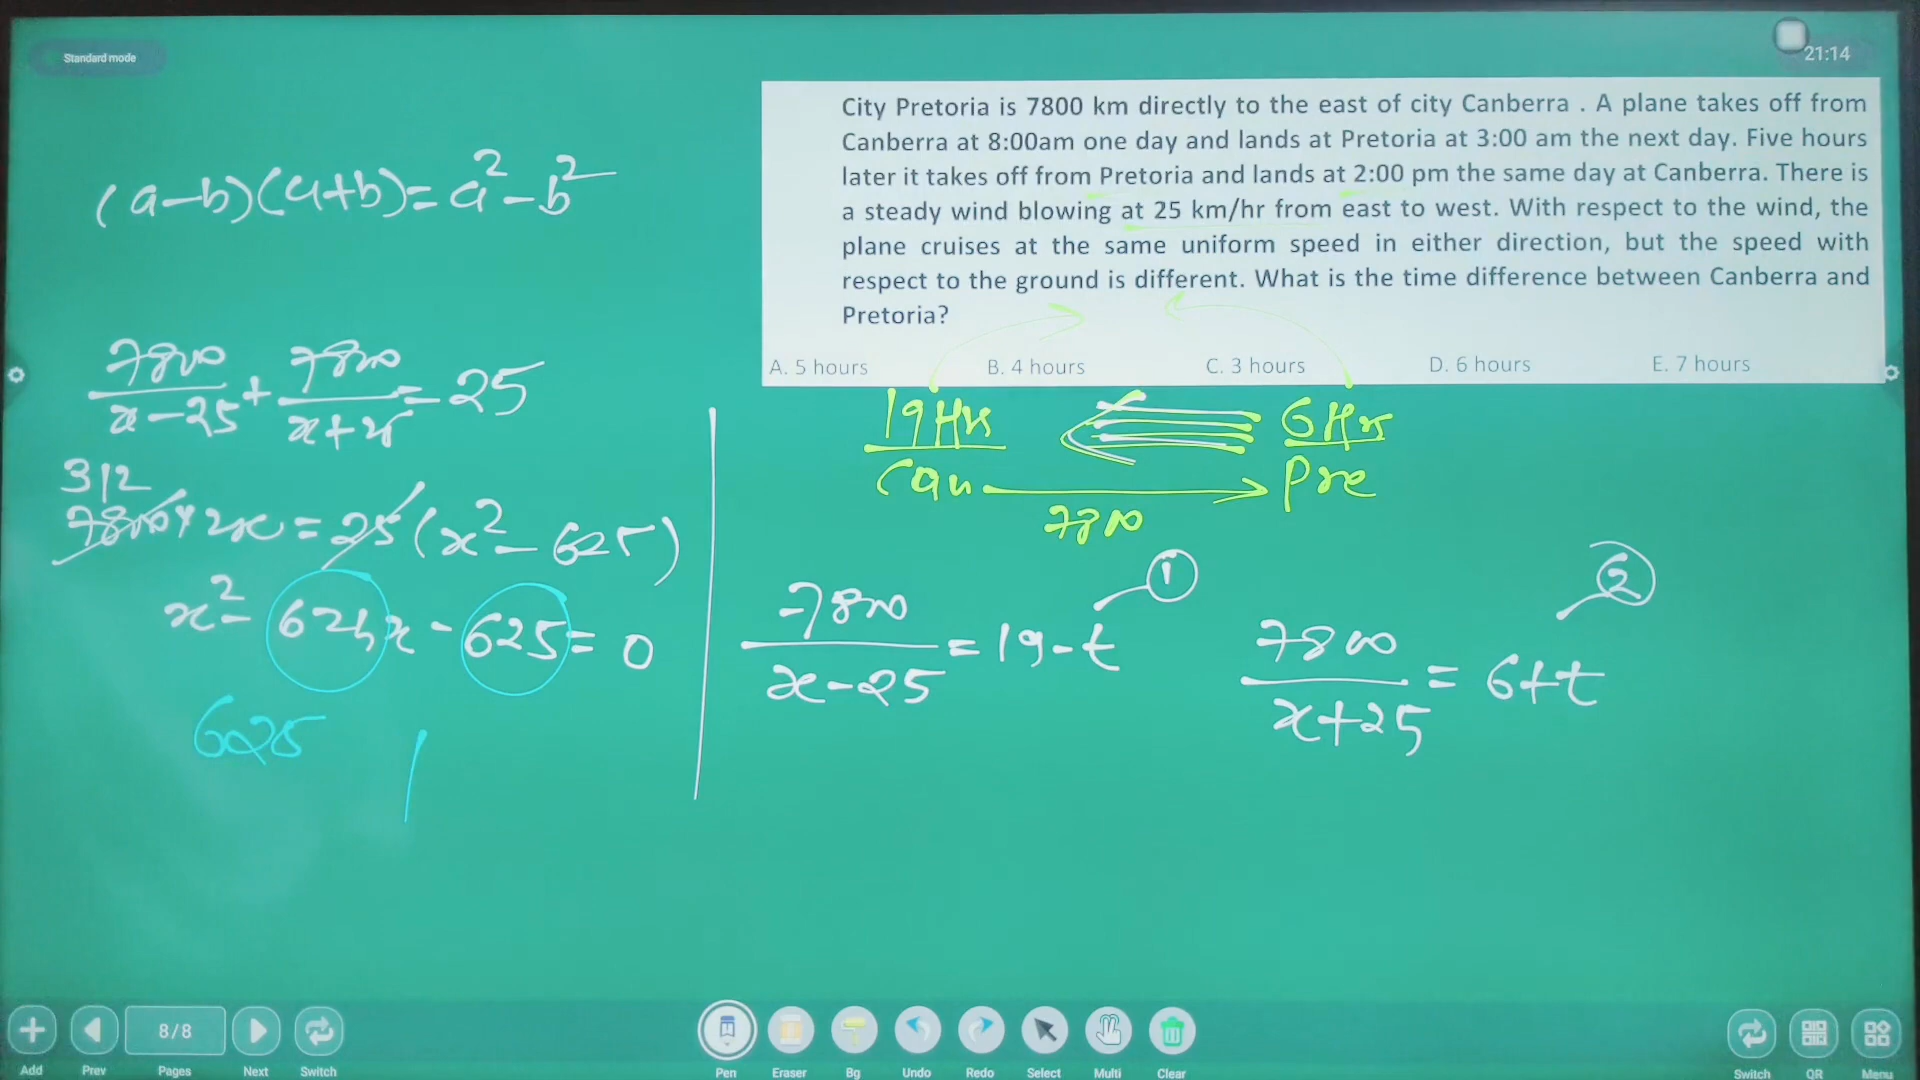 Standard mode
21:14
City Pretoria is 7800 km directly to the east of city Canberra . A plane takes off from
Canberra at 8:00am one day and lands at Pretoria at 3:00 am the next day. Five hours
later it takes off from Pretoria and lands at 2:00 pm the same day at Canberra. There is
a steady wind blowing at 25 km/hr from east to west. With respect to the wind, the
plane cruises at the same uniform speed in either direction, but the speed with
respect to the ground is different. What is the time difference between Canberra and
Pretoria?
A. 5 hours B. 4 hours C. 3 hours D. 6 hours E. 7 hours
(a-b)(a+b)=a²-b²
7800/x-25 + 7800/x+25 = 25
312
7800×2x=25(x²-625)
x²-624x-625=0
625
19Hrs 6Hrs
Can Pre
7800
1
7800/x-25 = 19-t
2
7800/x+25 = 6+t
8/8
Add Prev Pages Next Switch Pen Eraser Bg Undo Redo Select Multi Clear Switch QR Menu